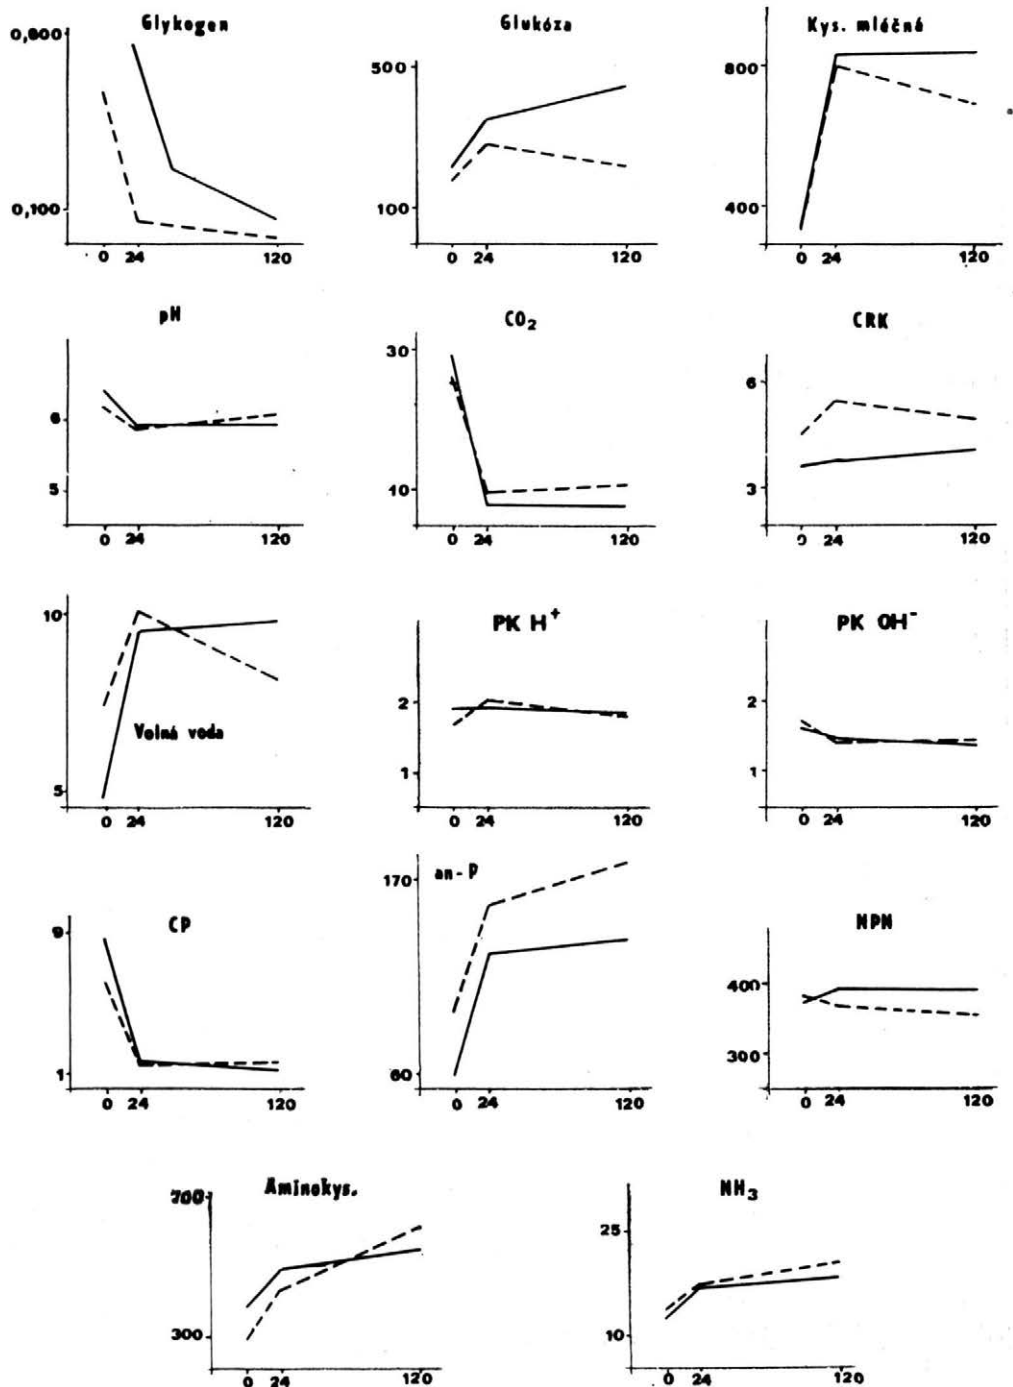 Glykogen
0,600
0,100
0 24 120
Glukóza
500
100
0 24 120
Kys. mléčná
800
400
0 24 120
pH
6
5
0 24 120
CO₂
30
10
0 24 120
CRK
6
3
0 24 120
10
Volná voda
5
0 24 120
PK H⁺
2
1
0 24 120
PK OH⁻
2
1
0 24 120
CP
9
1
0 24 120
an-P
170
60
0 24 120
NPN
400
300
0 24 120
Aminokys.
700
300
0 24 120
NH₃
25
10
0 24 120